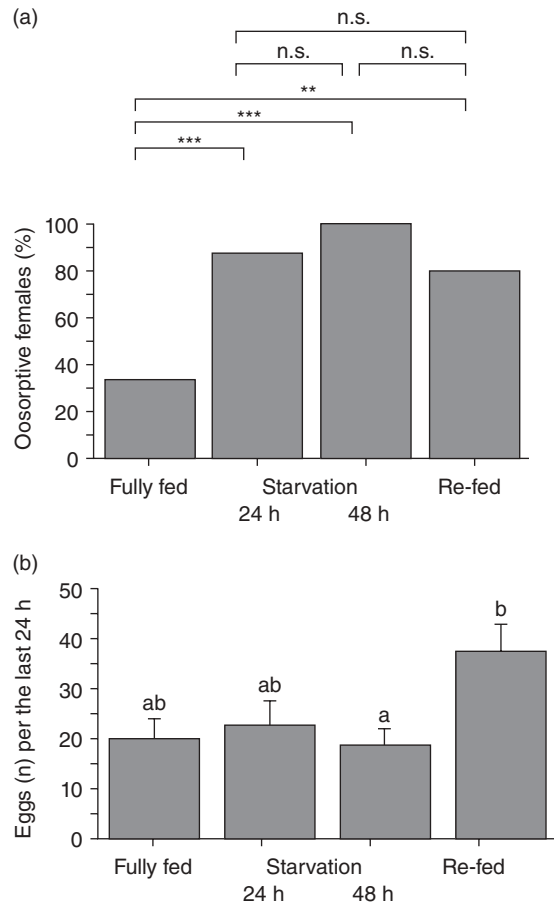 (a)
n.s.
n.s. n.s.
**
***
***
Oosorptive females (%)
100
80
60
40
20
0
Fully fed Starvation Re-fed
24 h 48 h
(b)
Eggs (n) per the last 24 h
50
40
30
20
10
0
ab ab a b
Fully fed Starvation Re-fed
24 h 48 h